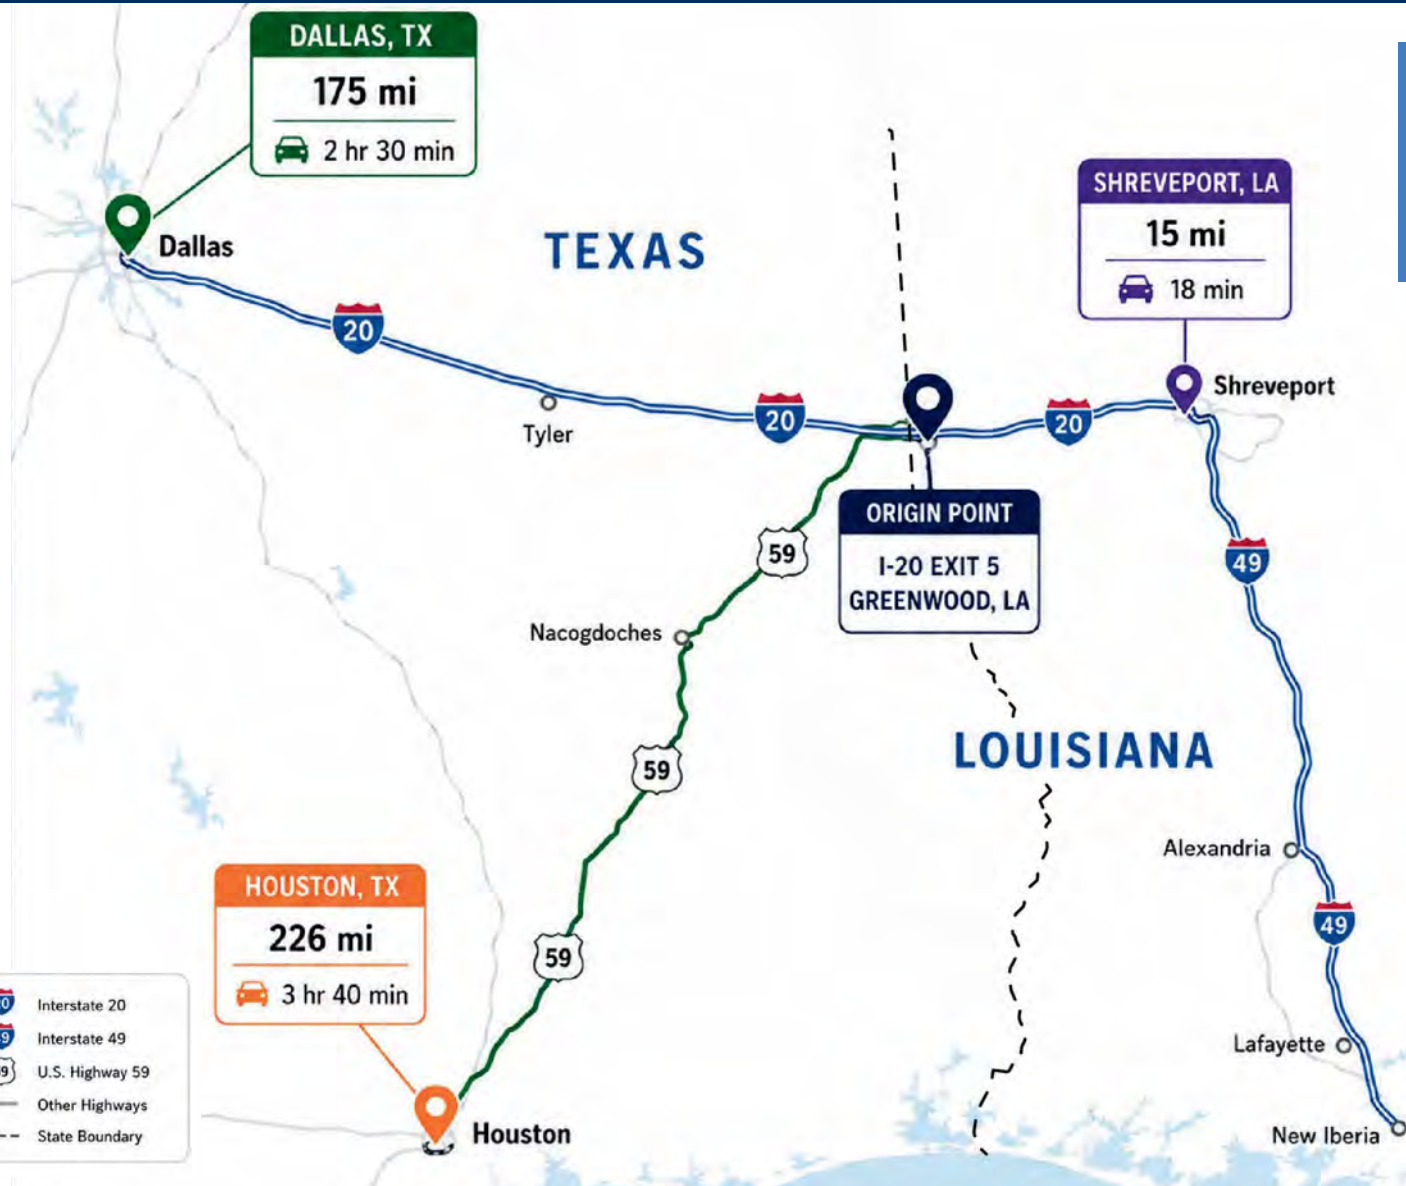 DALLAS, TX
175 mi
2 hr 30 min
Dallas
TEXAS
SHREVEPORT, LA
15 mi
18 min
20
Tyler
20
20
Shreveport
ORIGIN POINT
I-20 EXIT 5
GREENWOOD, LA
59
49
Nacogdoches
59
LOUISIANA
Alexandria
HOUSTON, TX
226 mi
3 hr 40 min
59
49
Interstate 20
Interstate 49
U.S. Highway 59
Other Highways
State Boundary
Lafayette
Houston
New Iberia